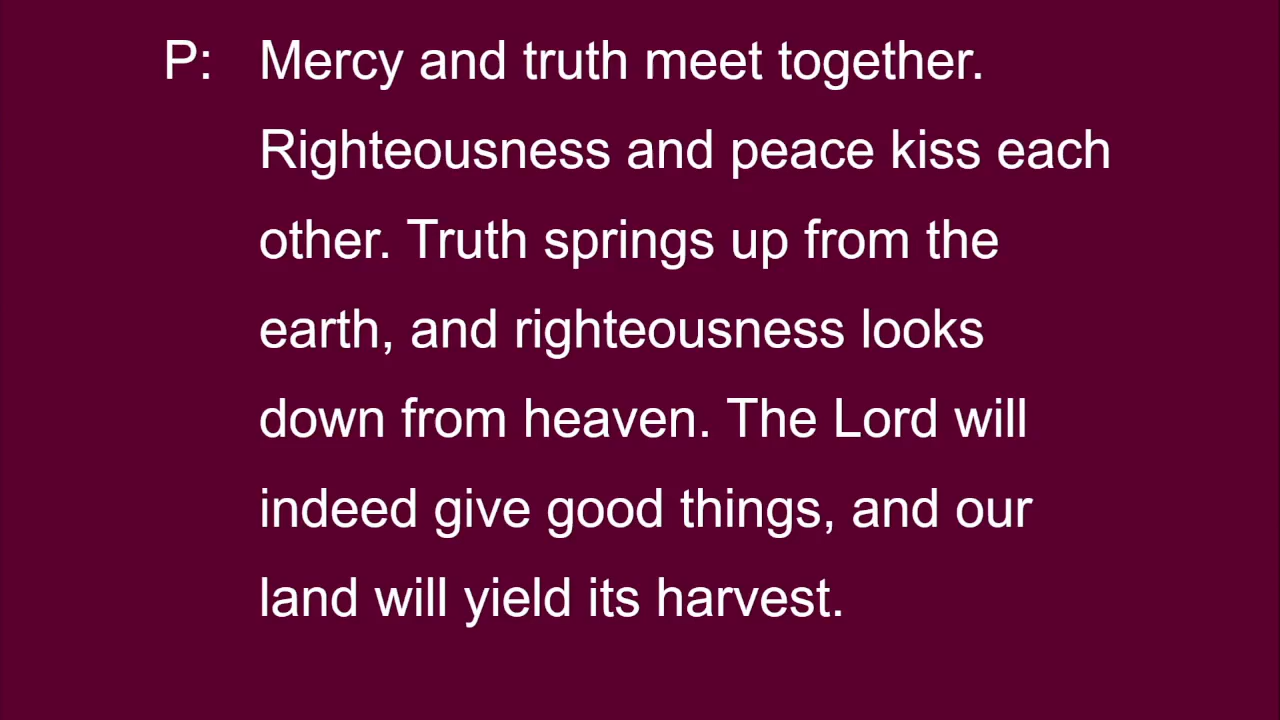 P: Mercy and truth meet together.
Righteousness and peace kiss each
other. Truth springs up from the
earth, and righteousness looks
down from heaven. The Lord will
indeed give good things, and our
land will yield its harvest.